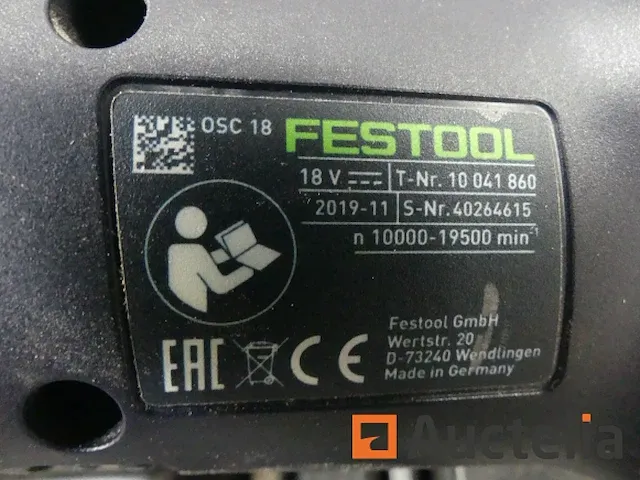 OSC 18 FESTOOL
18 V T-Nr. 10 041 860
2019-11 S-Nr. 40264615
n 10000-19500 min⁻¹
Festool GmbH
Wertstr. 20
D-73240 Wendlingen
Made in Germany
EAC CE
Auctelia